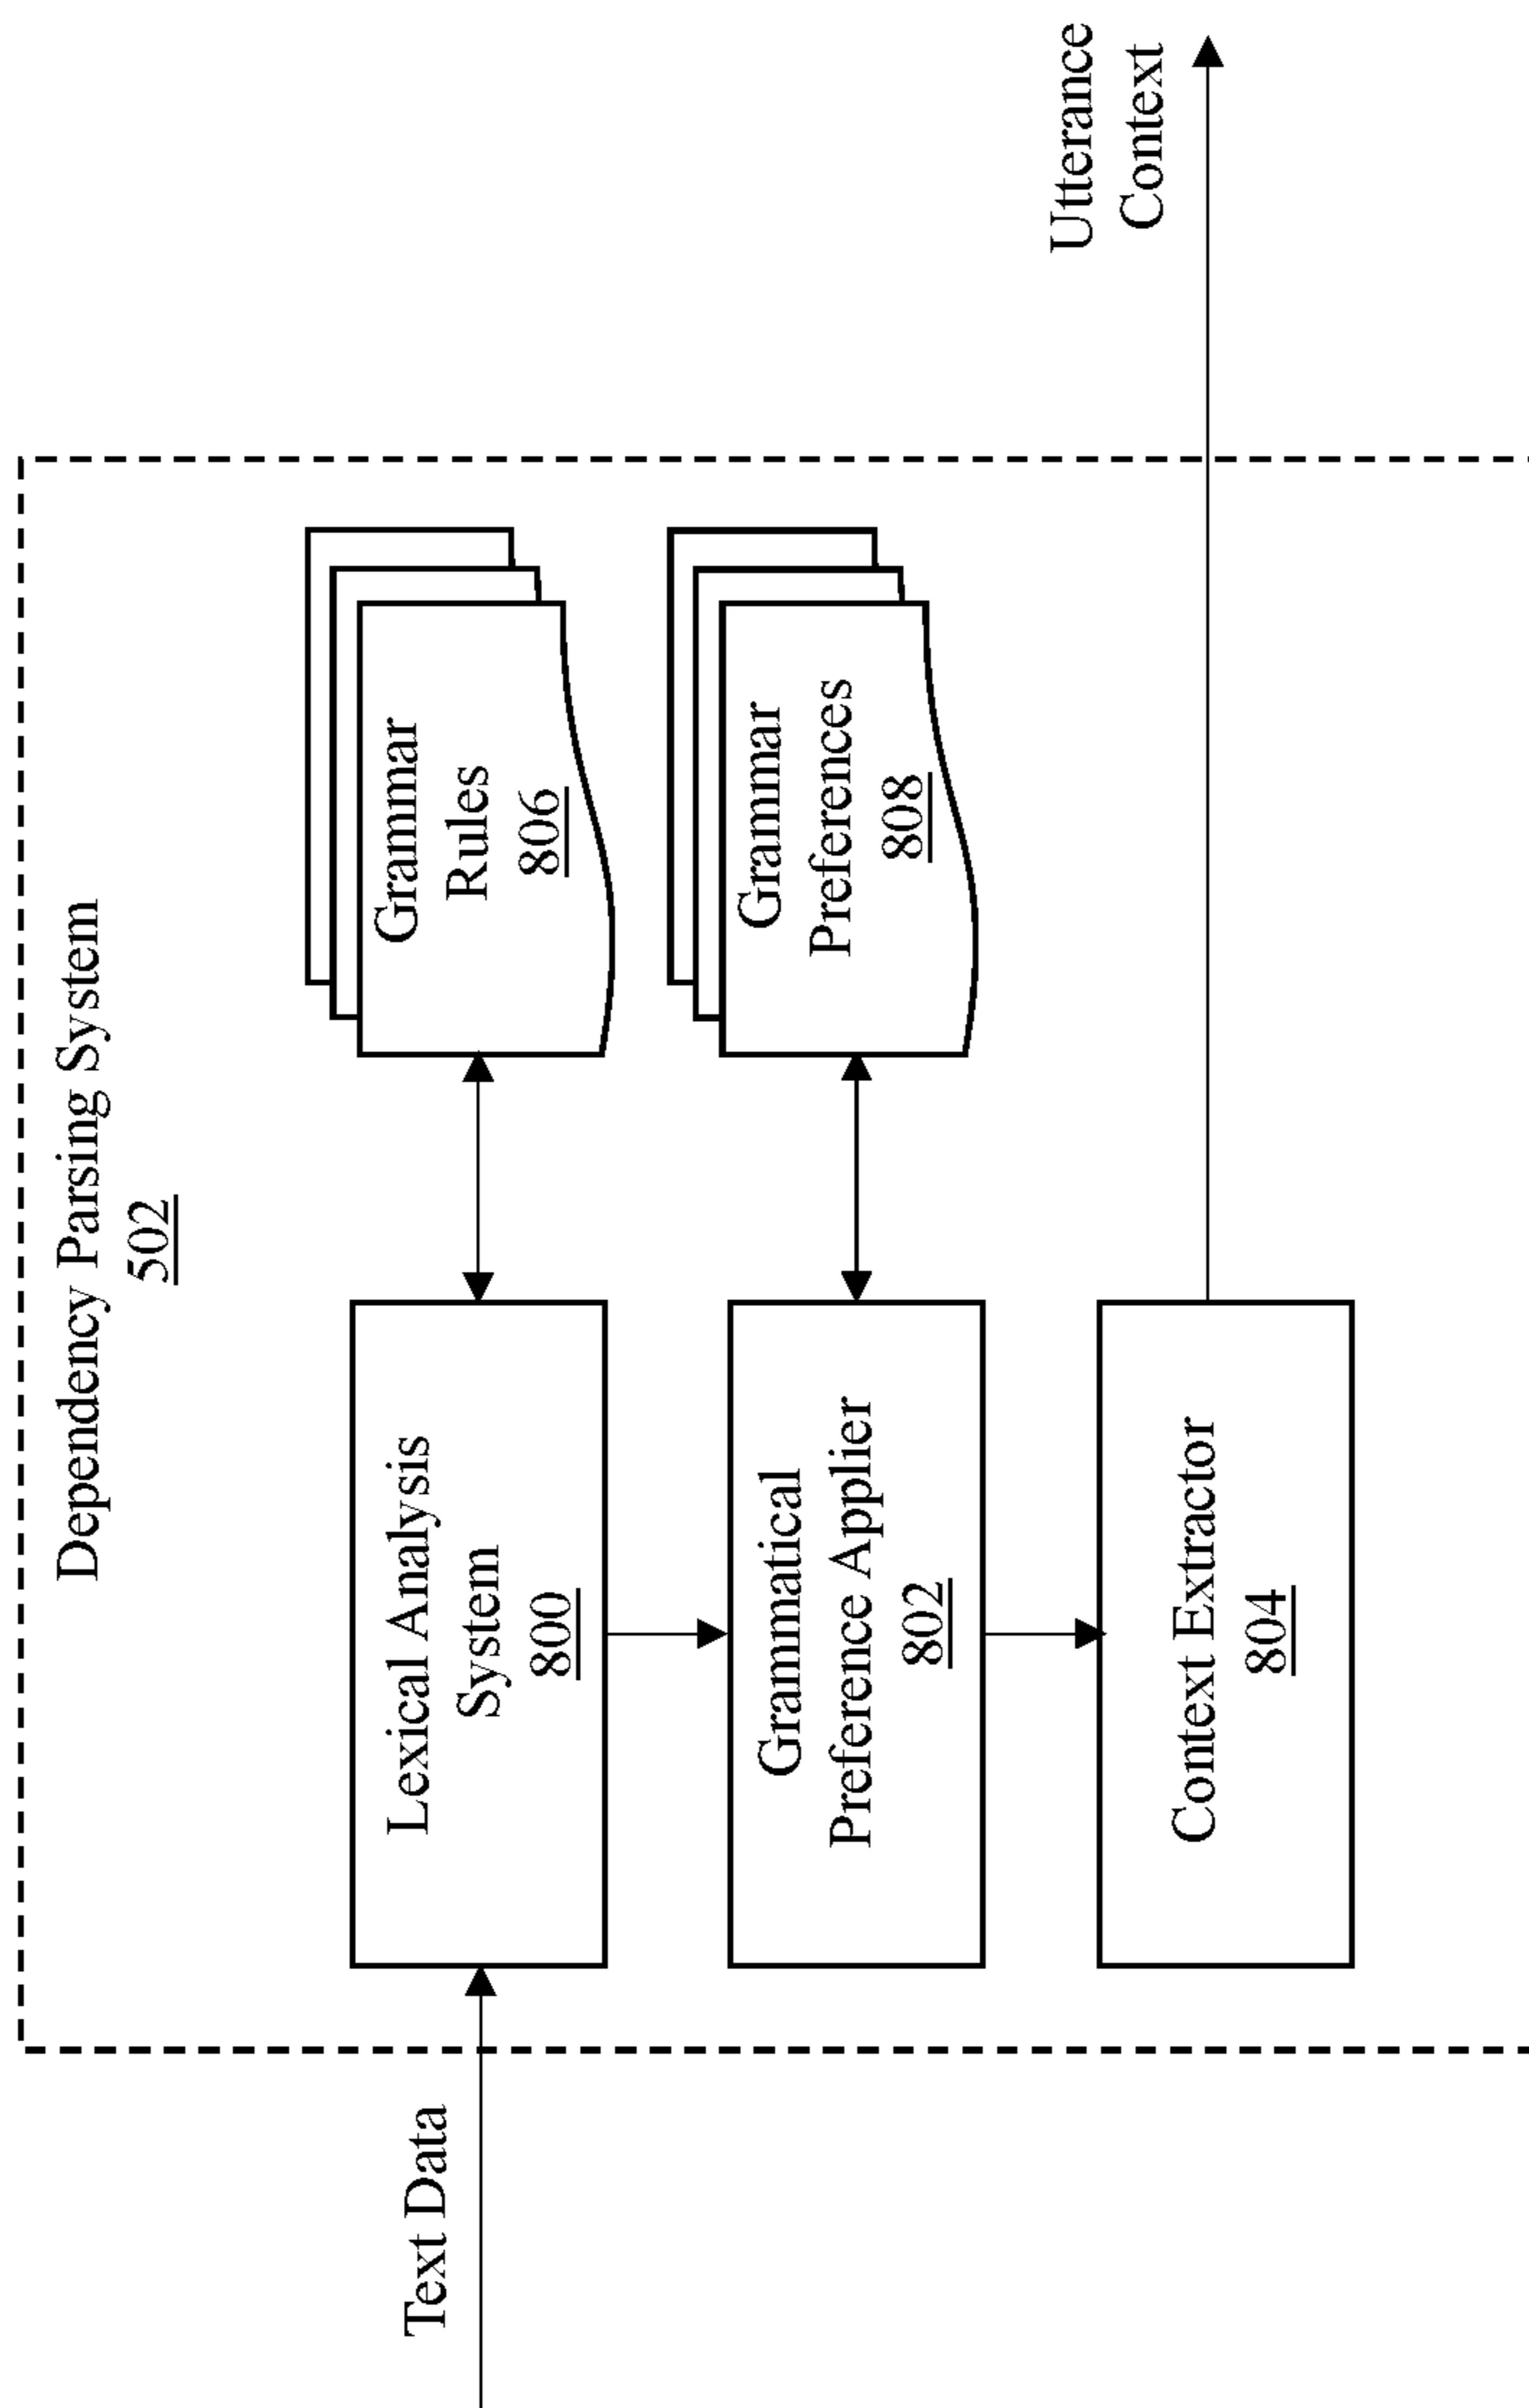 Dependency Parsing System
502
Text Data
Lexical Analysis
System
800
Grammar
Rules
806
Grammatical
Preference Applier
802
Grammar
Preferences
808
Context Extractor
804
Utterance
Context